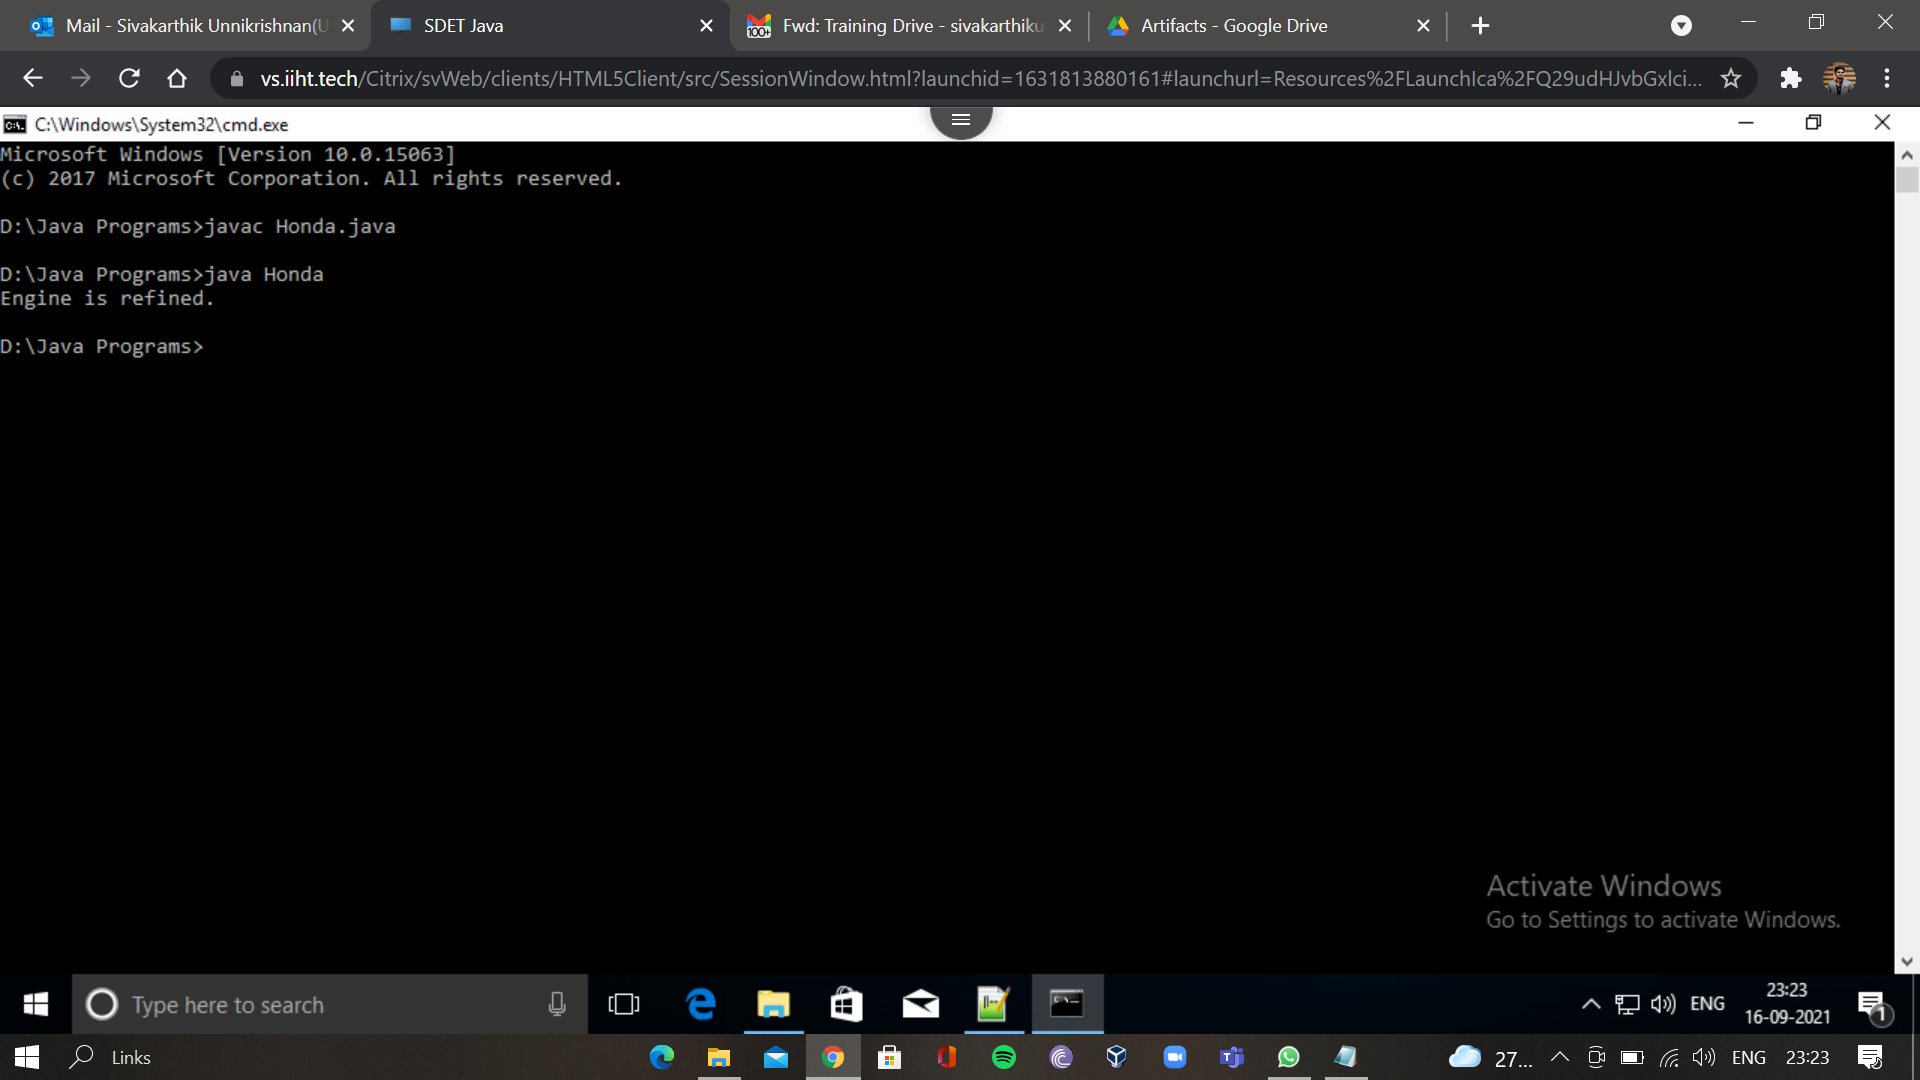 Mail - Sivakarthik Unnikrishnan(U
SDET Java
100+
Fwd: Training Drive - sivakarthiku
Artifacts - Google Drive
vs.iiht.tech/Citrix/svWeb/clients/HTML5Client/src/SessionWindow.html?launchid=1631813880161#launchurl=Resources%2FLaunchIca%2FQ29udHJvbGxlci...
C:\Windows\System32\cmd.exe
Microsoft Windows [Version 10.0.15063]
(c) 2017 Microsoft Corporation. All rights reserved.
D:\Java Programs>javac Honda.java
D:\Java Programs>java Honda
Engine is refined.
D:\Java Programs>
Activate Windows
Go to Settings to activate Windows.
Type here to search
ENG
23:23
16-09-2021
1
Links
27...
ENG
23:23